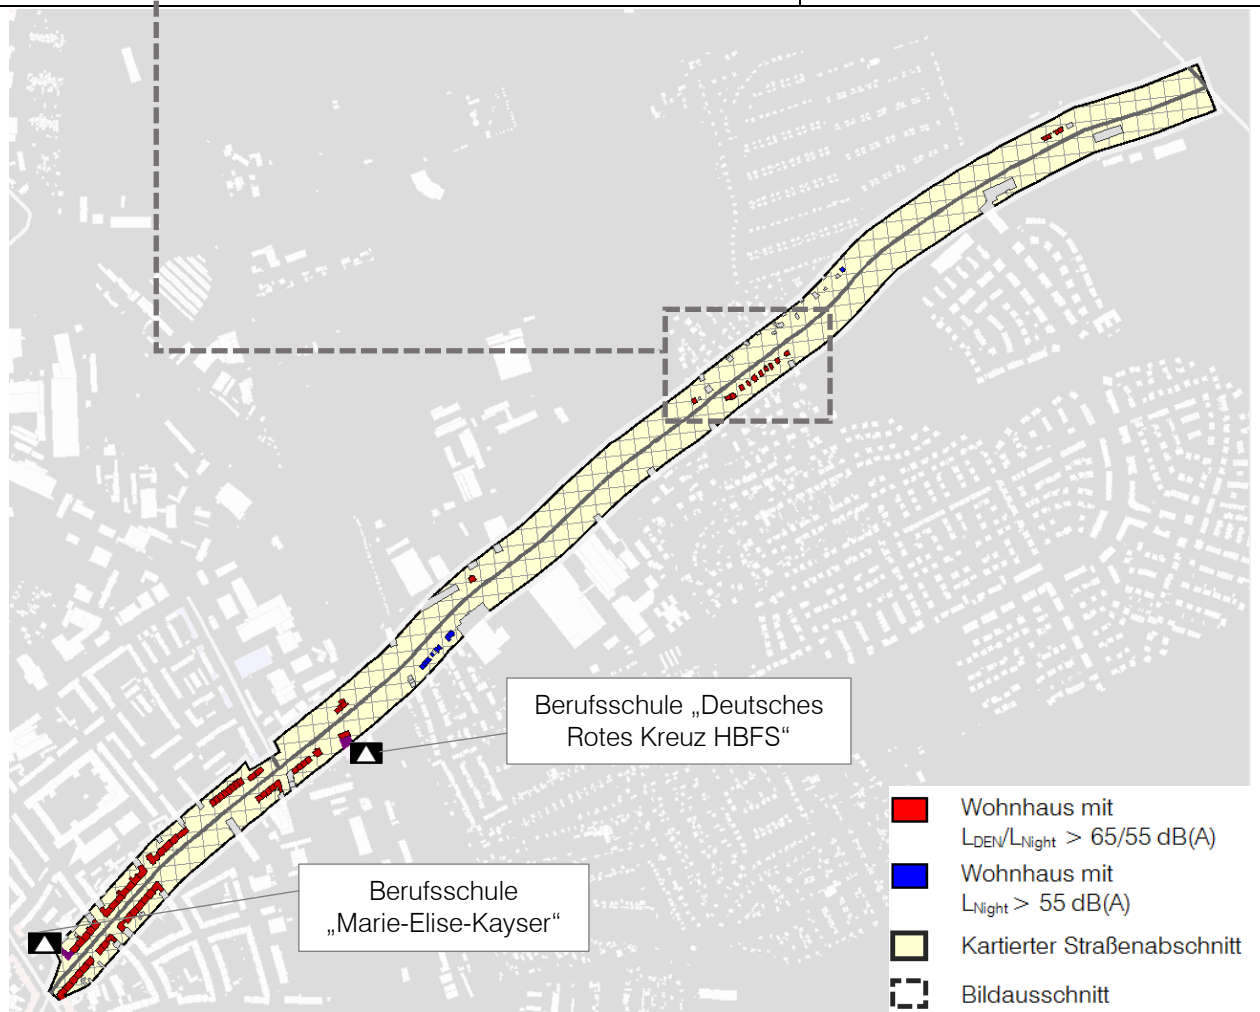 Berufsschule „Deutsches
Rotes Kreuz HBFS“
Berufsschule
„Marie-Elise-Kayser“
Wohnhaus mit
LDEN/LNight > 65/55 dB(A)
Wohnhaus mit
LNight > 55 dB(A)
Kartierter Straßenabschnitt
Bildausschnitt